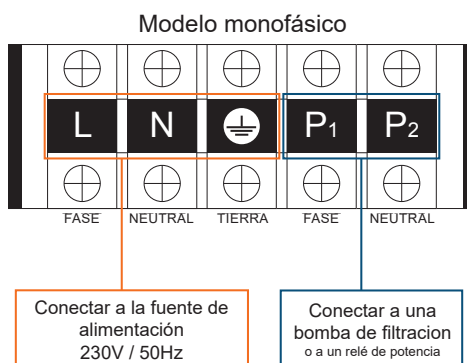 Modelo monofásico
L N P1 P2
FASE NEUTRAL TIERRA FASE NEUTRAL
Conectar a la fuente de
alimentación
230V / 50Hz
Conectar a una
bomba de filtracion
o a un relé de potencia